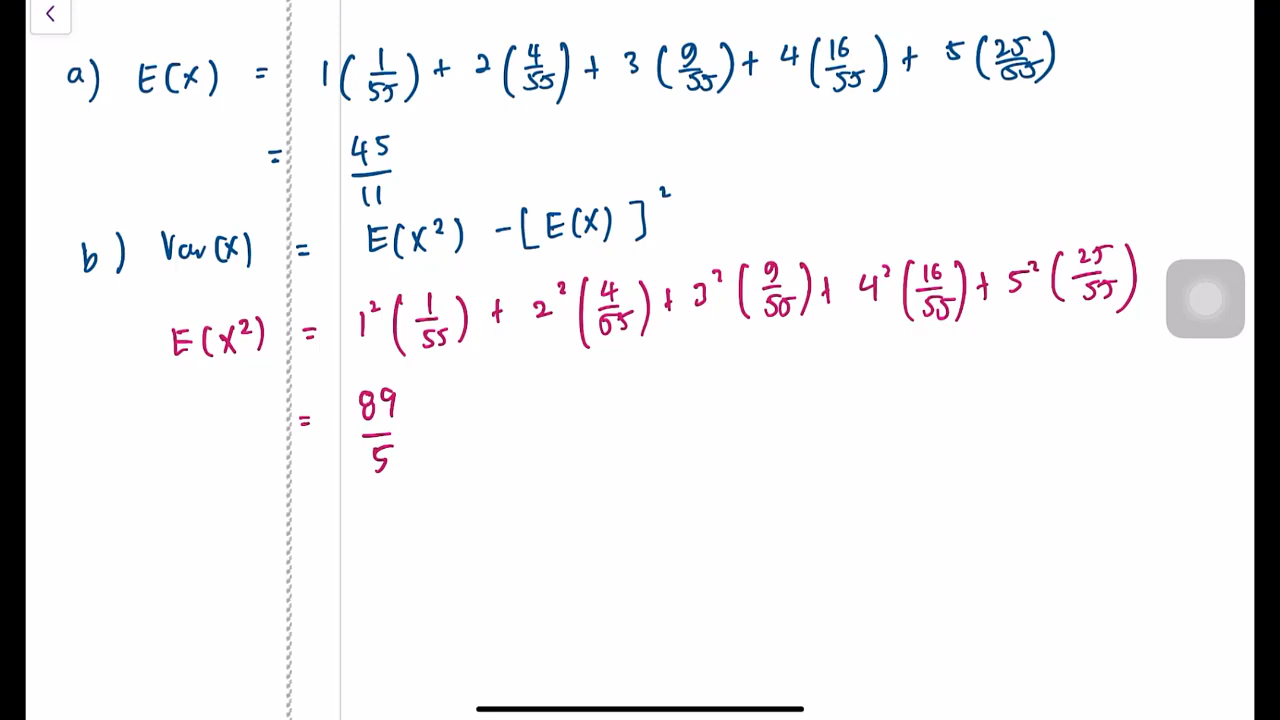 a) E(X) = 1(1/55) + 2(4/55) + 3(9/55) + 4(16/55) + 5(25/55)
= 45/11
b) Var(X) = E(X²) - [E(X)]²
E(X²) = 1²(1/55) + 2²(4/55) + 3²(9/55) + 4²(16/55) + 5²(25/55)
= 89/5